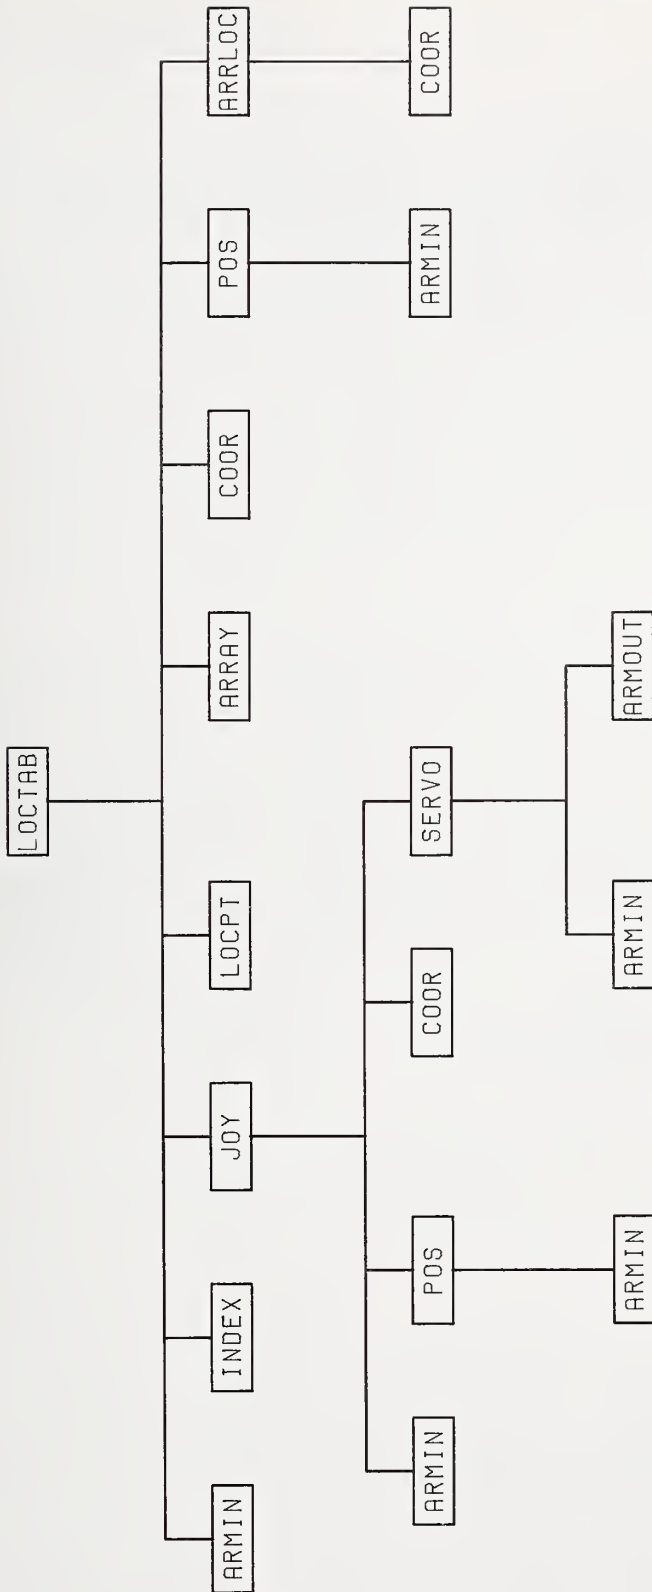 LOCTAB
ARMIN
INDEX
JOY
LOCPT
ARRAY
COOR
POS
ARRLOC
ARMIN
POS
COOR
SERVO
ARMIN
COOR
ARMIN
ARMIN
ARMOUT